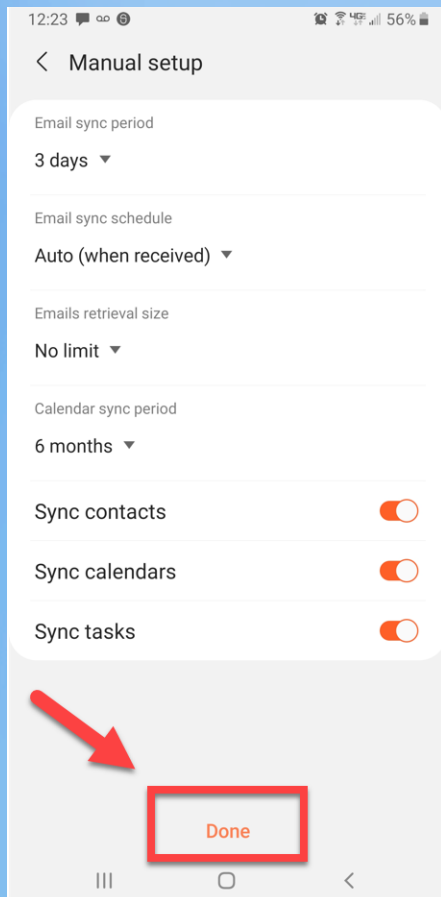 12:23 56%
Manual setup
Email sync period
3 days
Email sync schedule
Auto (when received)
Emails retrieval size
No limit
Calendar sync period
6 months
Sync contacts
Sync calendars
Sync tasks
Done